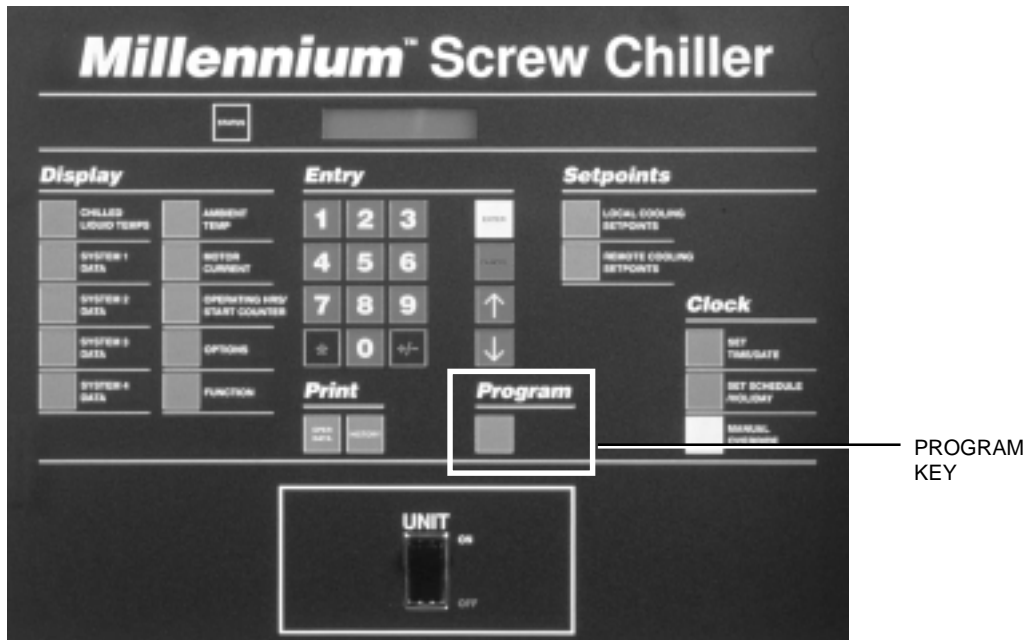 Millennium™ Screw Chiller
STATUS
Display
Entry
Setpoints
CHILLED
LIQUID TEMPS
AMBIENT
TEMP
1 2 3
ENTER
LOCAL COOLING
SETPOINTS
SYSTEM 1
DATA
MOTOR
CURRENT
4 5 6
REMOTE COOLING
SETPOINTS
SYSTEM 2
DATA
OPERATING HRS/
START COUNTER
7 8 9
↑
Clock
SYSTEM 3
DATA
OPTIONS
0 +/-
↓
SET
TIME/DATE
SYSTEM 4
DATA
FUNCTION
Print
Program
SET SCHEDULE
/HOLIDAY
OPER
DATA
HISTORY
MANUAL
OVERRIDE
PROGRAM
KEY
UNIT
ON
OFF